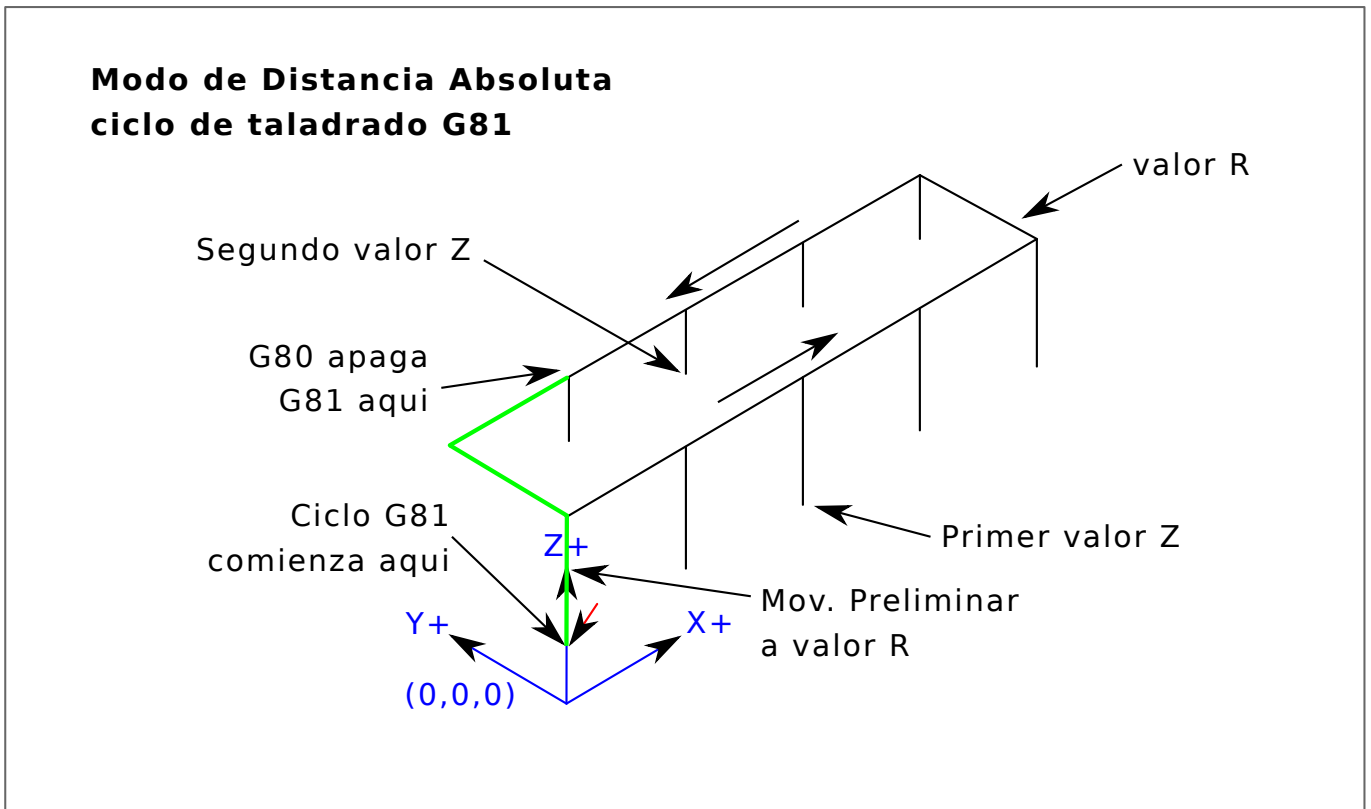 Modo de Distancia Absoluta
ciclo de taladrado G81
valor R
Segundo valor Z
G80 apaga
G81 aqui
Ciclo G81
comienza aqui
Z+
Primer valor Z
Mov. Preliminar
a valor R
Y+
X+
(0,0,0)